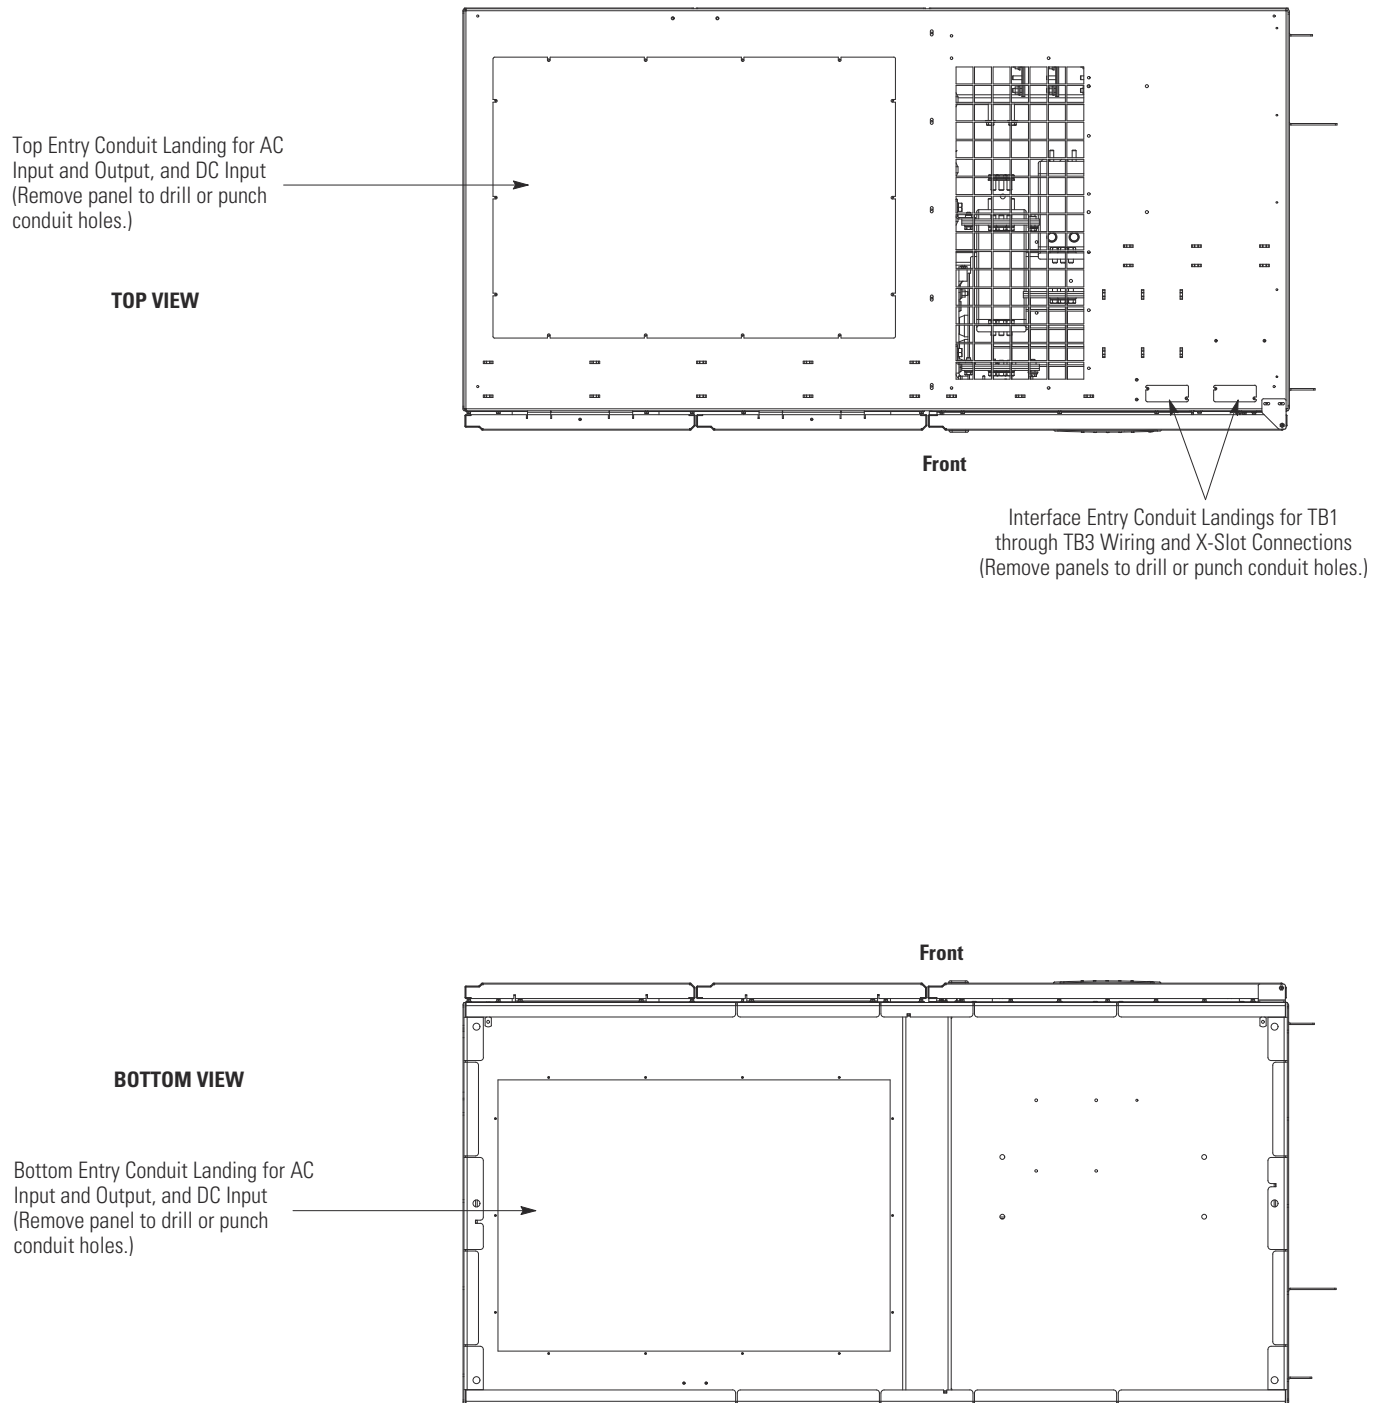 Top Entry Conduit Landing for AC
Input and Output, and DC Input
(Remove panel to drill or punch
conduit holes.)
TOP VIEW
Front
Interface Entry Conduit Landings for TB1
through TB3 Wiring and X-Slot Connections
(Remove panels to drill or punch conduit holes.)
Front
BOTTOM VIEW
Bottom Entry Conduit Landing for AC
Input and Output, and DC Input
(Remove panel to drill or punch
conduit holes.)